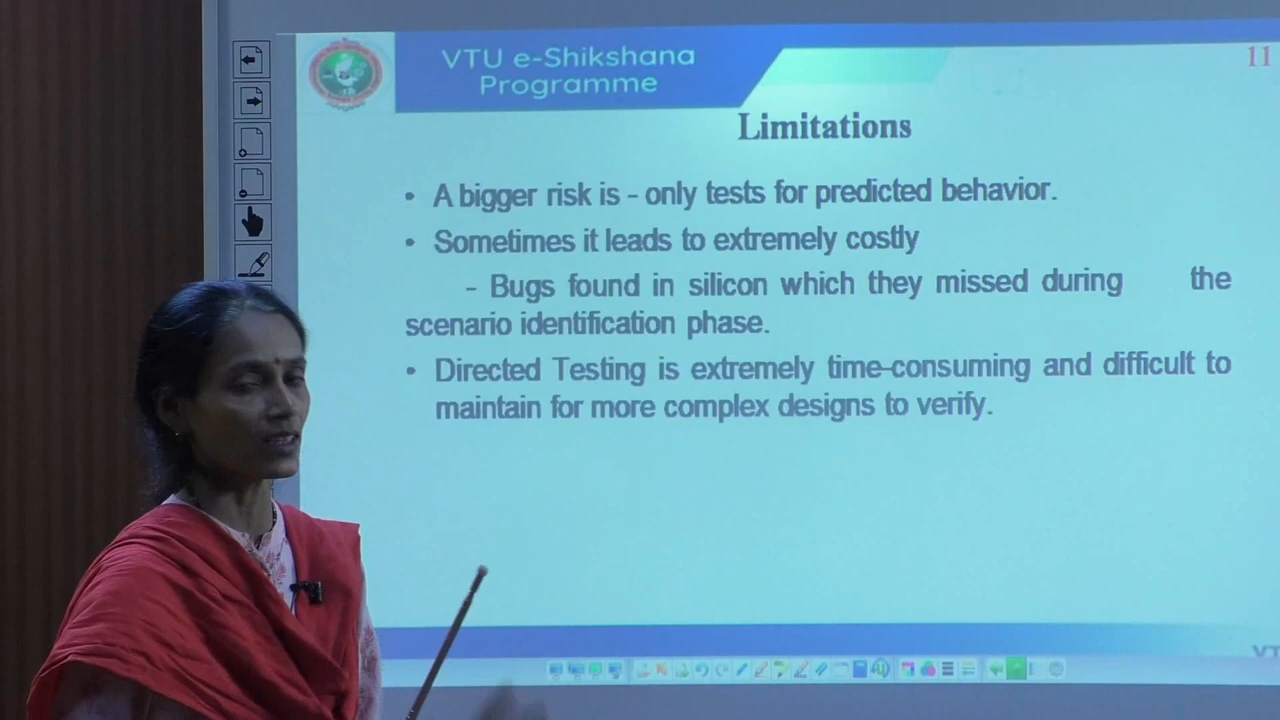 VTU e-Shikshana
Programme
11
Limitations
• A bigger risk is - only tests for predicted behavior.
• Sometimes it leads to extremely costly
- Bugs found in silicon which they missed during the
scenario identification phase.
• Directed Testing is extremely time-consuming and difficult to
maintain for more complex designs to verify.
VT